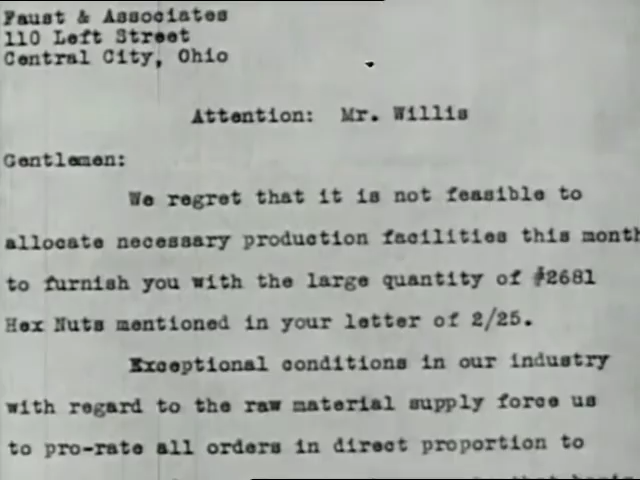 Faust & Associates
110 Left Street
Central City, Ohio
Attention: Mr. Willis
Gentlemen:
We regret that it is not feasible to
allocate necessary production facilities this month
to furnish you with the large quantity of #2681
Hex Nuts mentioned in your letter of 2/25.
Exceptional conditions in our industry
with regard to the raw material supply force us
to pro-rate all orders in direct proportion to